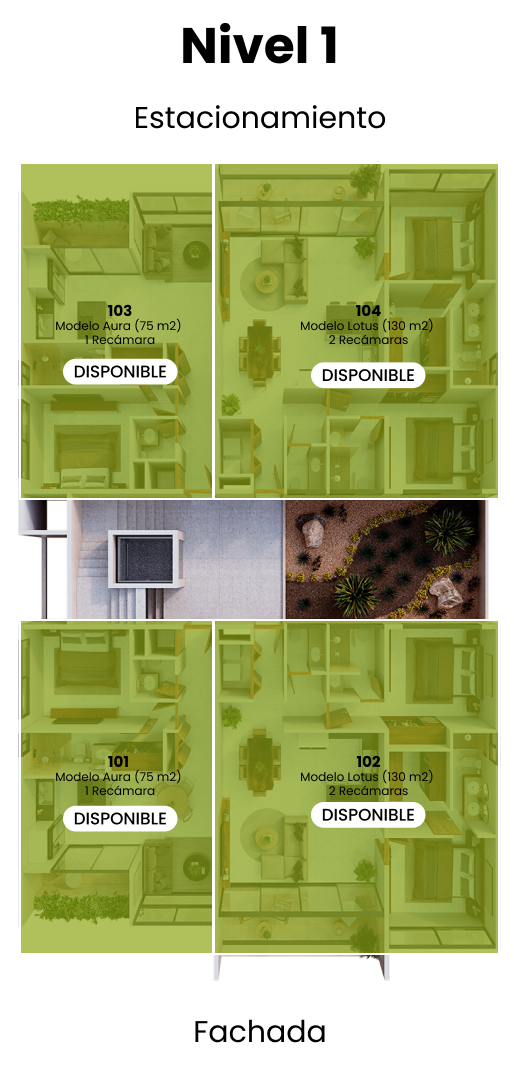 Nivel 1
Estacionamiento
103
Modelo Aura (75 m2)
1 Recámara
DISPONIBLE
104
Modelo Lotus (130 m2)
2 Recámaras
DISPONIBLE
101
Modelo Aura (75 m2)
1 Recámara
DISPONIBLE
102
Modelo Lotus (130 m2)
2 Recámaras
DISPONIBLE
Fachada